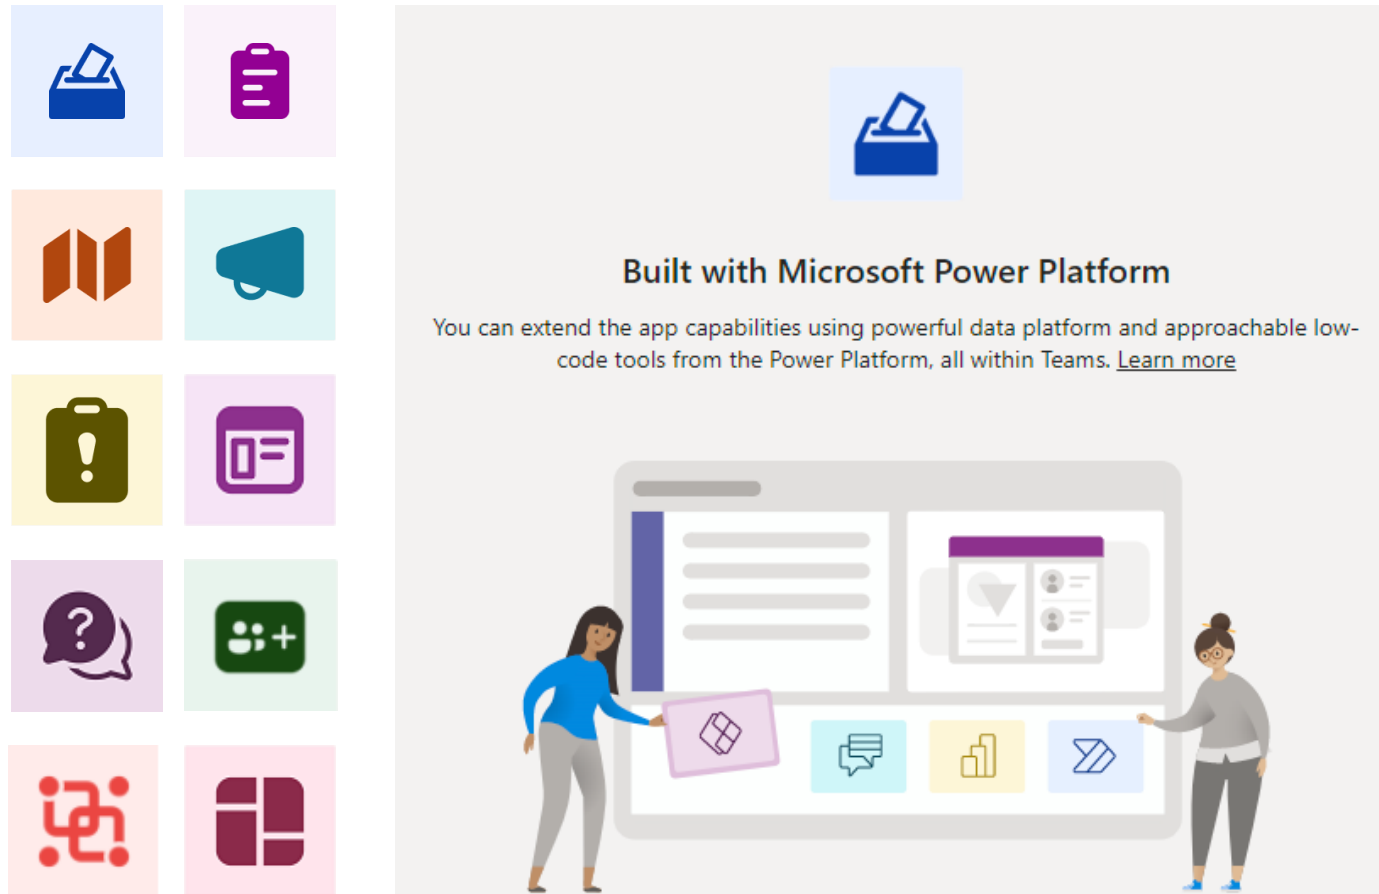 Built with Microsoft Power Platform
You can extend the app capabilities using powerful data platform and approachable low-
code tools from the Power Platform, all within Teams. Learn more